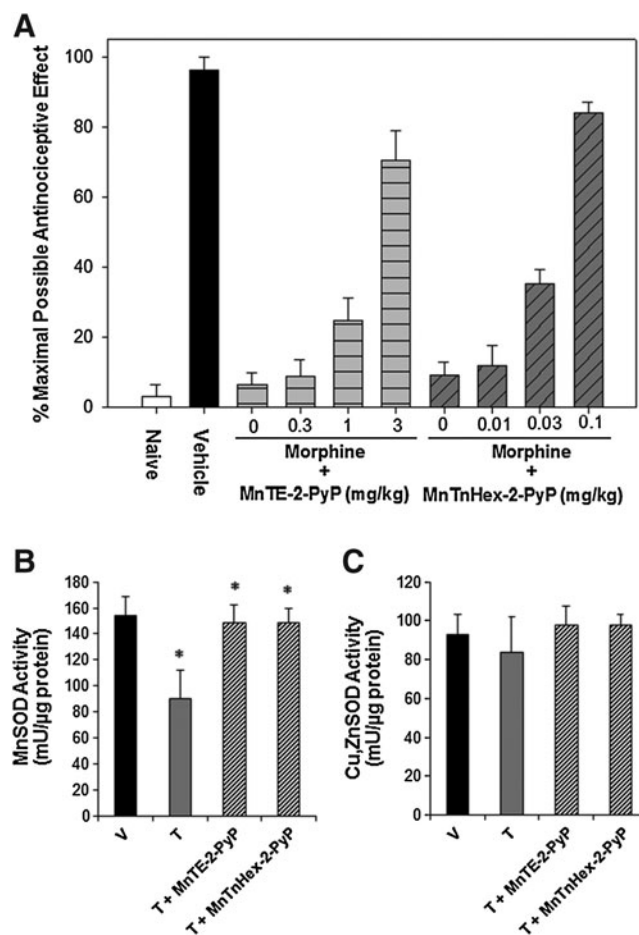 A
% Maximal Possible Antinociceptive Effect
100
80
60
40
20
0
Naive
Vehicle
0 0.3 1 3
Morphine
+
MnTE-2-PyP (mg/kg)
0 0.01 0.03 0.1
Morphine
+
MnTnHex-2-PyP (mg/kg)
B
MnSOD Activity
(mU/µg protein)
180
160
140
120
100
80
60
40
20
0
*
*
*
V
T
T + MnTE-2-PyP
T + MnTnHex-2-PyP
C
Cu,ZnSOD Activity
(mU/µg protein)
120
100
80
60
40
20
0
V
T
T + MnTE-2-PyP
T + MnTnHex-2-PyP